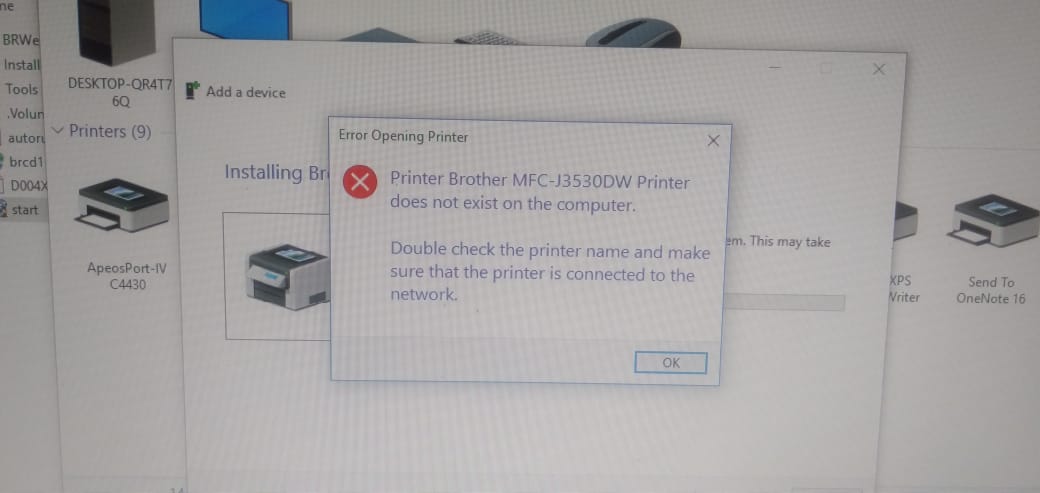 BRWe
Install
Tools
.Volun
brcd1
D004X
start
DESKTOP-QR4T7
6Q
Printers (9)
ApeosPort-IV
C4430
Add a device
Installing Br
Error Opening Printer
Printer Brother MFC-J3530DW Printer
does not exist on the computer.
Double check the printer name and make
sure that the printer is connected to the
network.
OK
em. This may take
XPS
Writer
Send To
OneNote 16